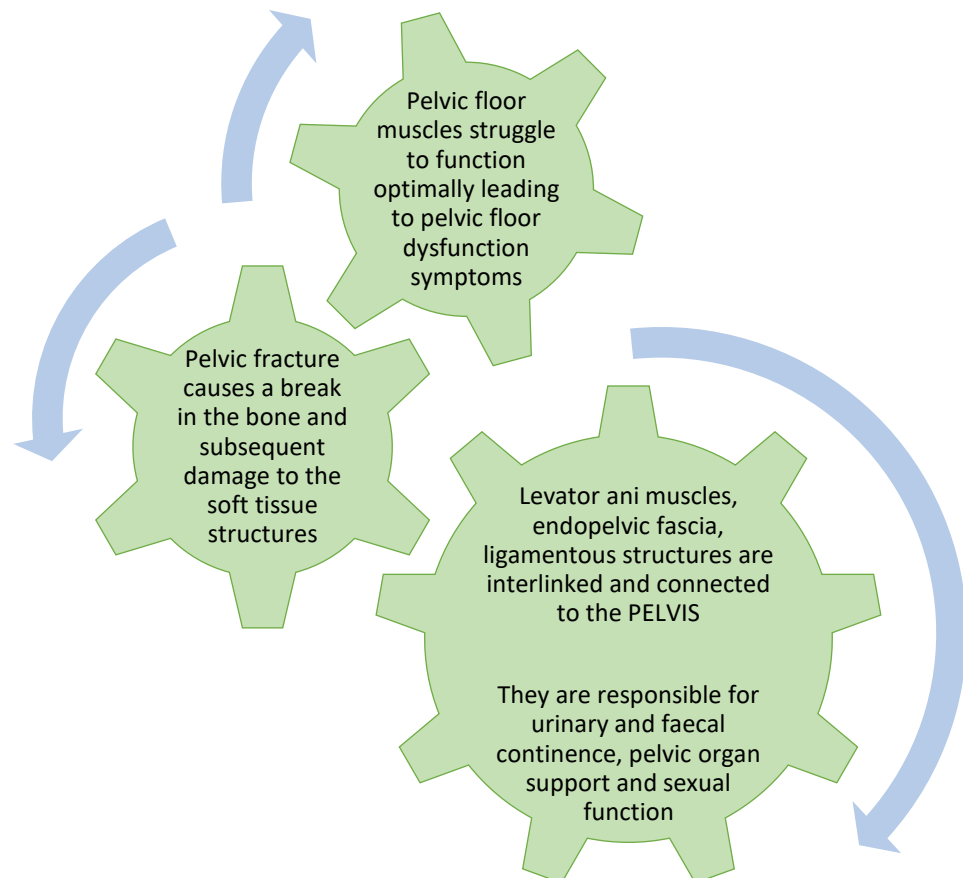 Pelvic floor
muscles struggle
to function
optimally leading
to pelvic floor
dysfunction
symptoms
Pelvic fracture
causes a break
in the bone and
subsequent
damage to the
soft tissue
structures
Levator ani muscles,
endopelvic fascia,
ligamentous structures are
interlinked and connected
to the PELVIS
They are responsible for
urinary and faecal
continence, pelvic organ
support and sexual
function